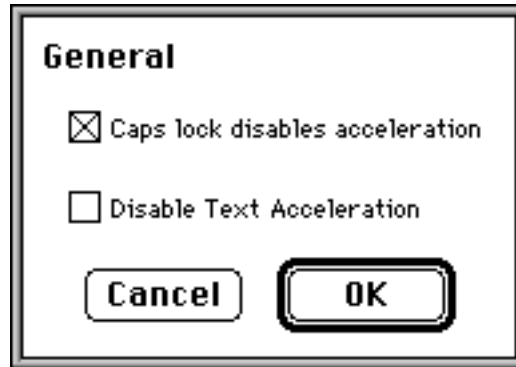 General
Caps lock disables acceleration
Disable Text Acceleration
Cancel OK